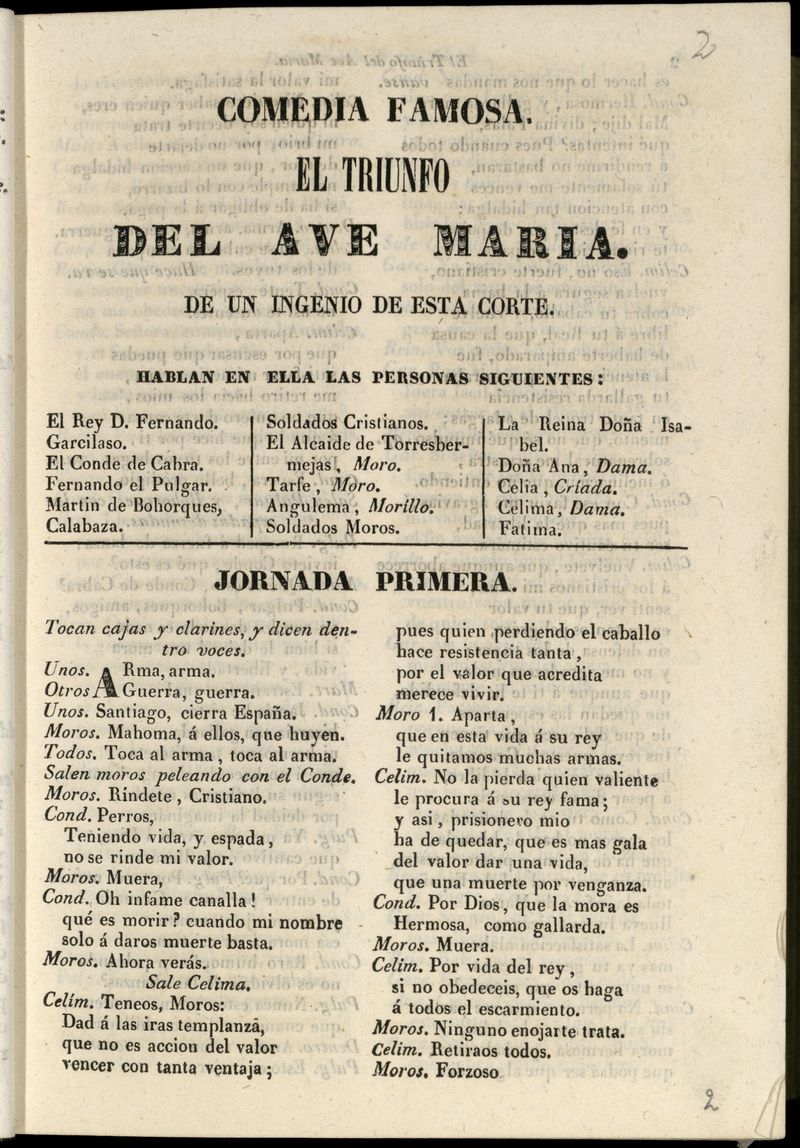 2
COMEDIA FAMOSA.
EL TRIUNFO
DEL AVE MARIA.
DE UN INGENIO DE ESTA CORTE.
HABLAN EN ELLA LAS PERSONAS SIGUIENTES:
El Rey D. Fernando.
Garcilaso.
El Conde de Cabra.
Fernando el Pulgar.
Martin de Bohorques,
Calabaza.
Soldados Cristianos.
El Alcaide de Torresber-
mejas, Moro.
Tarfe, Moro.
Angulema, Morillo.
Soldados Moros.
La Reina Doña Isa-
bel.
Doña Ana, Dama.
Celia, Criada.
Celima, Dama.
Fatima.
JORNADA PRIMERA.
Tocan cajas y clarines, y dicen den-
tro voces.
Unos. ARma, arma.
Otros Guerra, guerra.
Unos. Santiago, cierra España.
Moros. Mahoma, á ellos, que huyen.
Todos. Toca al arma, toca al arma.
Salen moros peleando con el Conde.
Moros. Rindete, Cristiano.
Cond. Perros,
Teniendo vida, y espada,
no se rinde mi valor.
Moros. Muera,
Cond. Oh infame canalla!
qué es morir? cuando mi nombre
solo á daros muerte basta.
Moros. Ahora verás.
Sale Celima.
Celim. Teneos, Moros:
Dad á las iras templanza,
que no es accion del valor
vencer con tanta ventaja;
pues quien perdiendo el caballo
hace resistencia tanta,
por el valor que acredita
merece vivir.
Moro 1. Aparta,
que en esta vida á su rey
le quitamos muchas armas.
Celim. No la pierda quien valiente
le procura á su rey fama;
y asi, prisionero mio
ha de quedar, que es mas gala
del valor dar una vida,
que una muerte por venganza.
Cond. Por Dios, que la mora es
Hermosa, como gallarda.
Moros. Muera.
Celim. Por vida del rey,
si no obedeceis, que os haga
á todos el escarmiento.
Moros. Ninguno enojarte trata.
Celim. Retiraos todos.
Moros. Forzoso
2